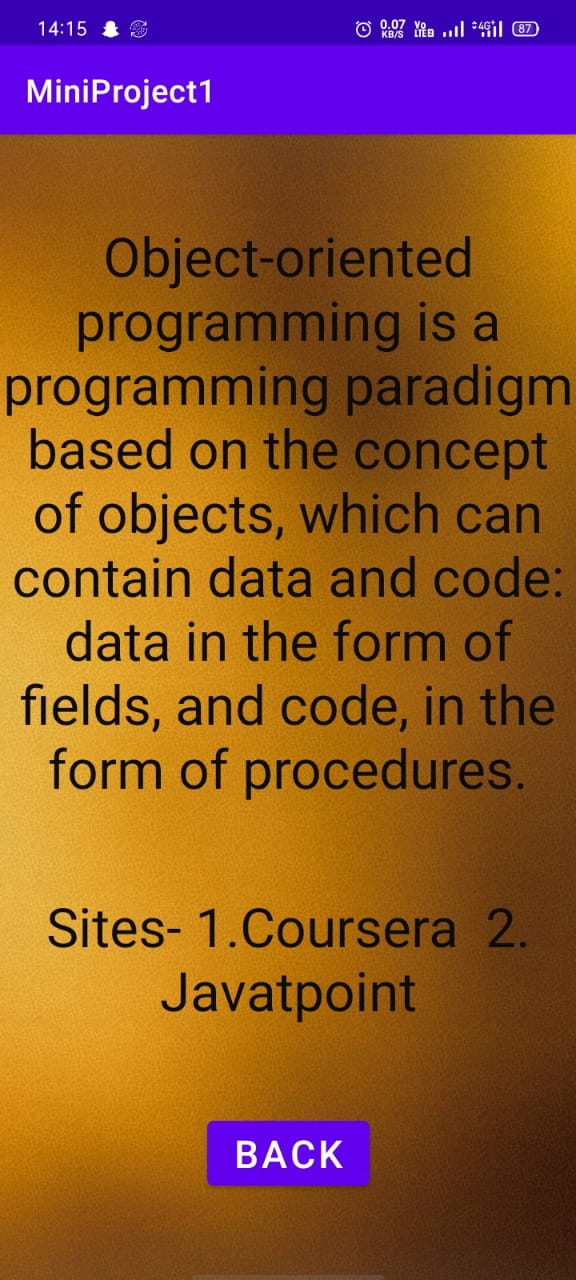 14:15 0.07 KB/S Vo LTE D 4G+ 87
MiniProject1
Object-oriented
programming is a
programming paradigm
based on the concept
of objects, which can
contain data and code:
data in the form of
fields, and code, in the
form of procedures.
Sites- 1.Coursera  2.
Javatpoint
BACK